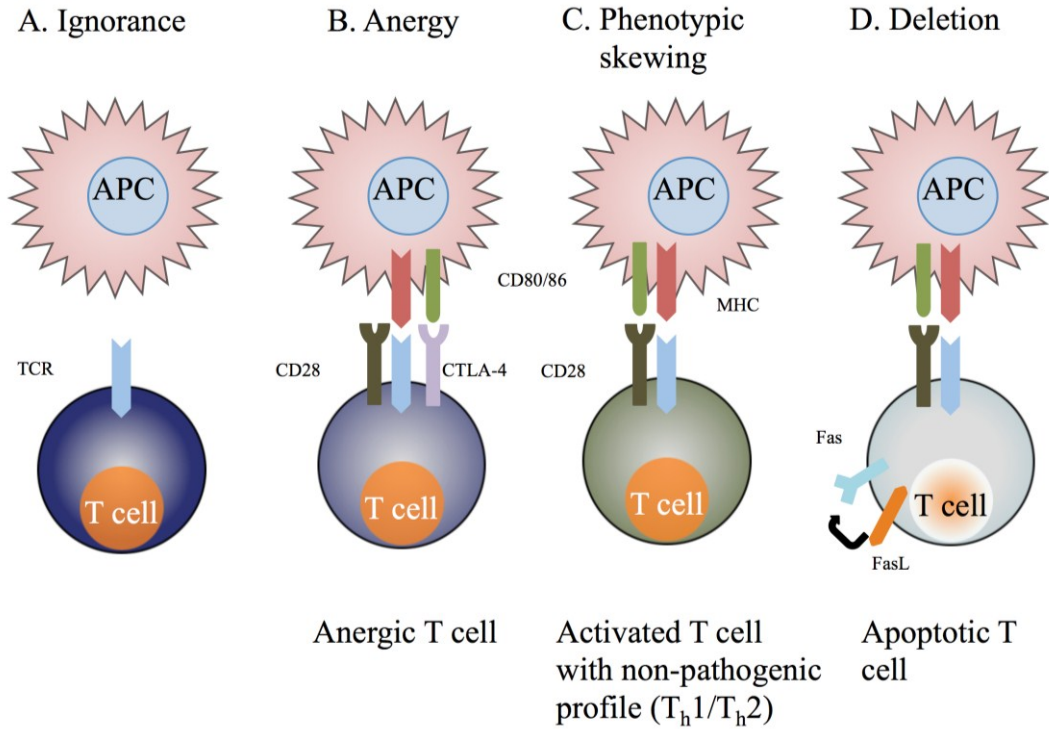 A. Ignorance
B. Anergy
C. Phenotypic
skewing
D. Deletion
APC
APC
APC
APC
CD80/86
MHC
TCR
CD28
CTLA-4
CD28
Fas
T cell
T cell
T cell
T cell
FasL
Anergic T cell
Activated T cell
with non-pathogenic
profile (Th1/Th2)
Apoptotic T
cell